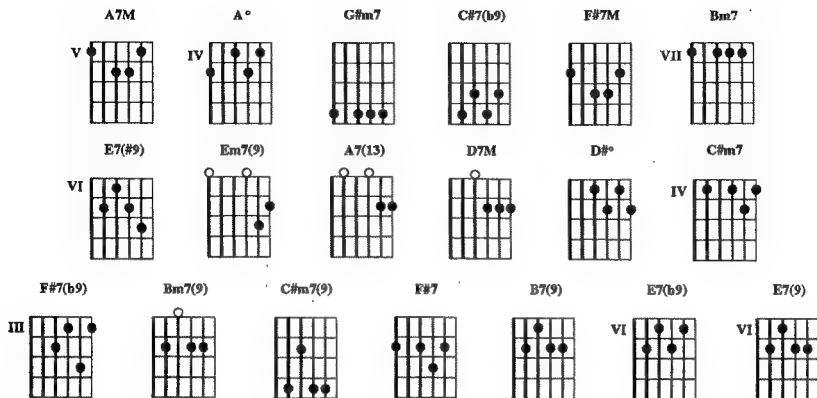 A7M A° G#m7 C#7(b9) F#7M Bm7
V IV VII
E7(#9) Em7(9) A7(13) D7M D#° C#m7
VI IV
F#7(b9) Bm7(9) C#m7(9) F#7 B7(9) E7(b9) E7(9)
III VI VI